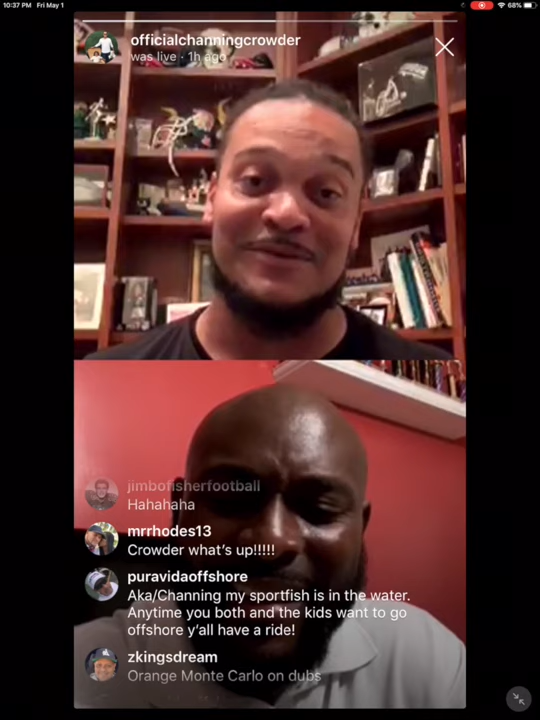 10:37 PM Fri May 1
68%
officialchanningcrowder
was live · 1h ago
jimbofisherfootball
Hahahaha
mrrhodes13
Crowder what's up!!!!!
puravidaoffshore
Aka/Channing my sportfish is in the water.
Anytime you both and the kids want to go
offshore y'all have a ride!
zkingsdream
Orange Monte Carlo on dubs